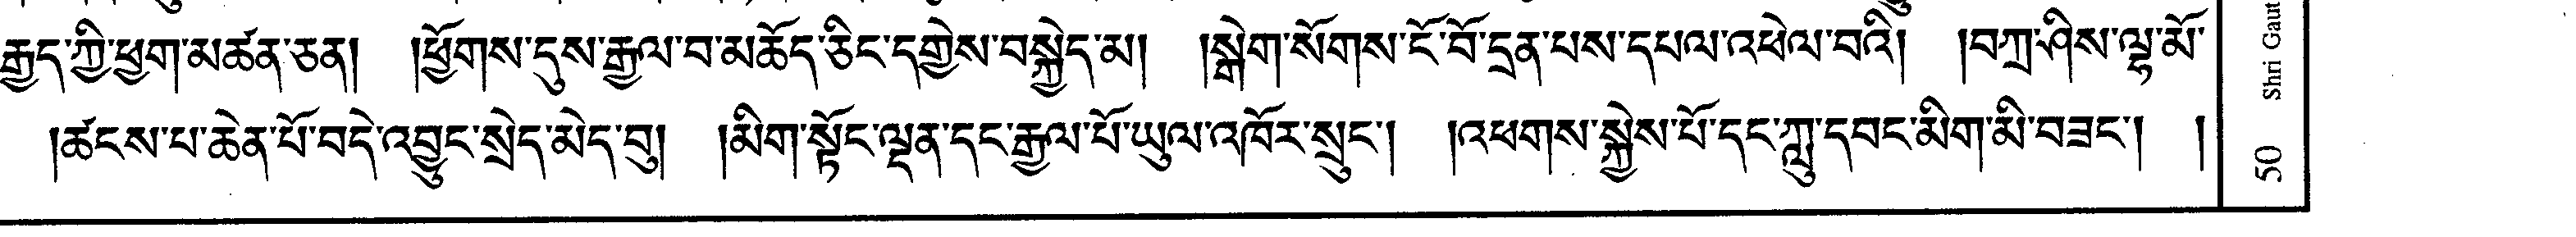 རྒྱད་ཀྱི་ཕྱག་མཚན་ཅན། །ཕྱོགས་དུས་རྒྱལ་བ་མཆོད་ཅིང་དགྱེས་བསྐྱེད་མ། །སྒེག་སོགས་ངོ་བོ་དྲན་པས་དཔལ་འཕེལ་བའི། །བཀྲ་ཤིས་ལྷ་མོ་
།ཚངས་པ་ཆེན་པོ་བདེ་འབྱུང་སྲེད་མེད་བུ། །མིག་སྟོང་ལྡན་དང་རྒྱལ་པོ་ཡུལ་འཁོར་སྲུང་། །འཕགས་སྐྱེས་པོ་དང་ཀླུ་དབང་མིག་མི་བཟང་། །
50 Shri Gaut